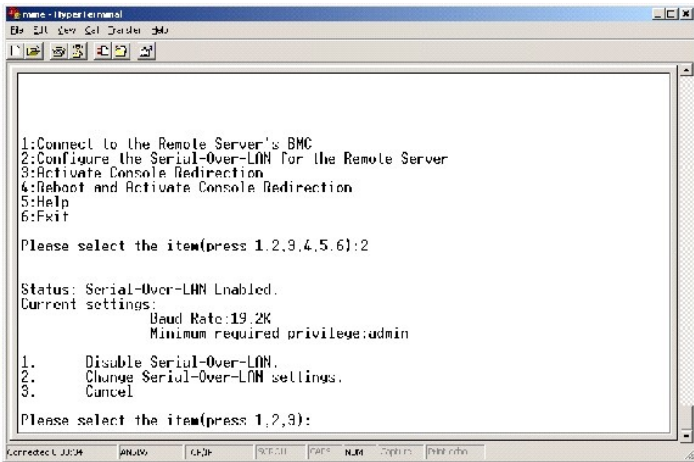 mine - HyperTerminal
File Edit View Call Transfer Help
1:Connect to the Remote Server's BMC
2:Configure the Serial-Over-LAN for the Remote Server
3:Activate Console Redirection
4:Reboot and Activate Console Redirection
5:Help
6:Exit
Please select the item(press 1,2,3,4,5,6):2
Status: Serial-Over-LAN Enabled.
Current settings:
Baud Rate:19.2K
Minimum required privilege:admin
1. Disable Serial-Over-LAN.
2. Change Serial-Over-LAN settings.
3. Cancel
Please select the item(press 1,2,3):
Connected ANSIW SCROLL CAPS NUM Capture Print echo